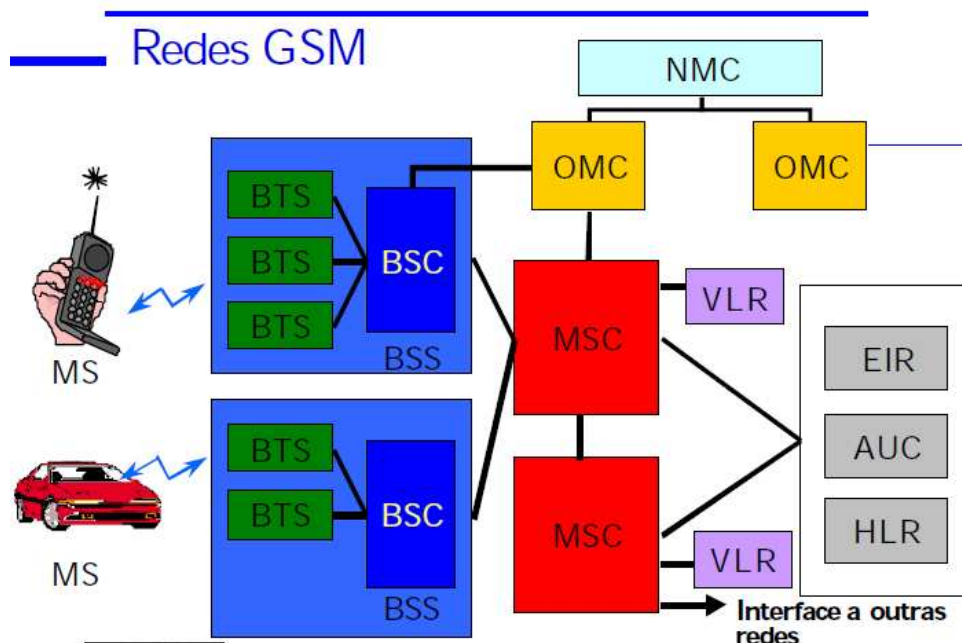 Redes GSM
NMC
OMC
OMC
BTS
BTS
BTS
BSC
BSS
MS
MSC
VLR
EIR
AUC
HLR
BTS
BTS
BSC
BSS
MS
MSC
VLR
Interface a outras
redes